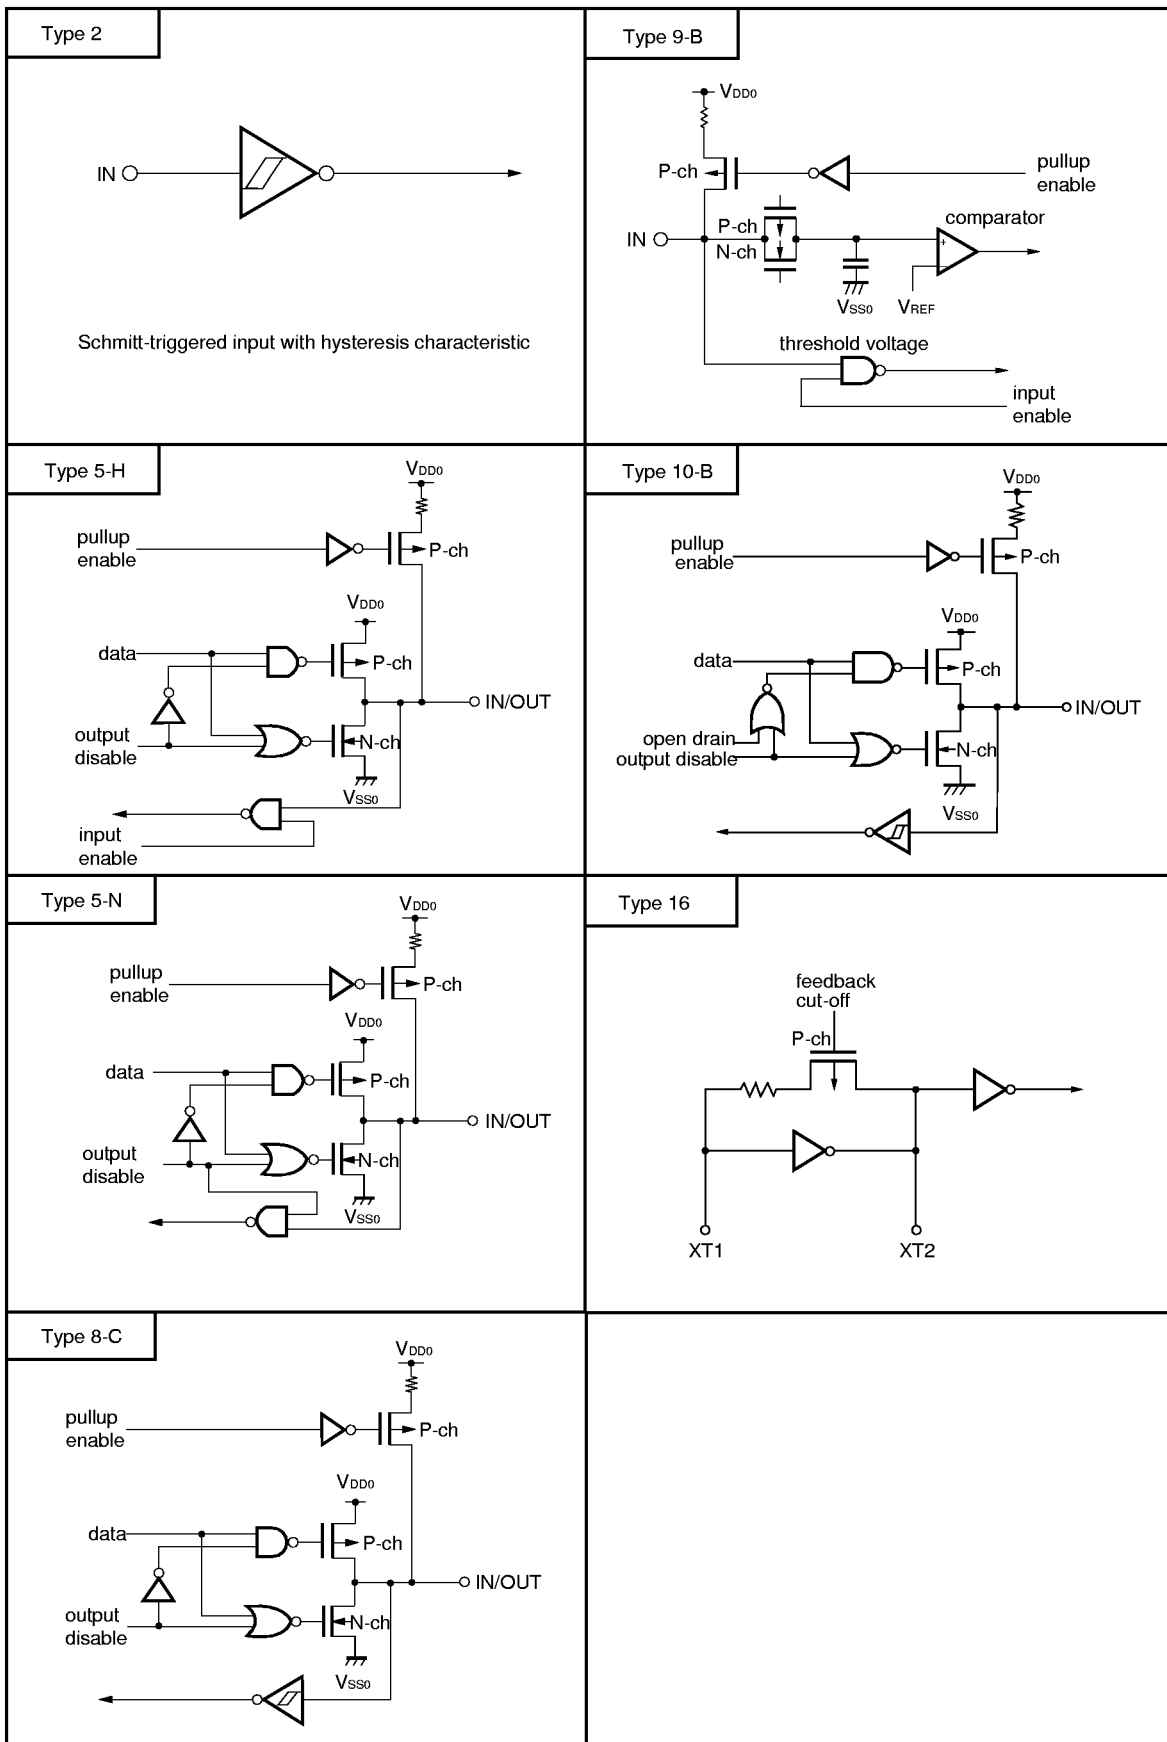 Type 2
IN
Schmitt-triggered input with hysteresis characteristic
Type 9-B
VDD0
P-ch
pullup
enable
comparator
IN
P-ch
N-ch
+
-
VSS0
VREF
threshold voltage
input
enable
Type 5-H
VDD0
pullup
enable
P-ch
VDD0
data
P-ch
IN/OUT
output
disable
N-ch
VSS0
input
enable
Type 10-B
VDD0
pullup
enable
P-ch
VDD0
data
P-ch
IN/OUT
open drain
output disable
N-ch
VSS0
Type 5-N
VDD0
pullup
enable
P-ch
VDD0
data
P-ch
IN/OUT
output
disable
N-ch
VSS0
Type 16
feedback
cut-off
P-ch
XT1
XT2
Type 8-C
VDD0
pullup
enable
P-ch
VDD0
data
P-ch
IN/OUT
output
disable
N-ch
VSS0